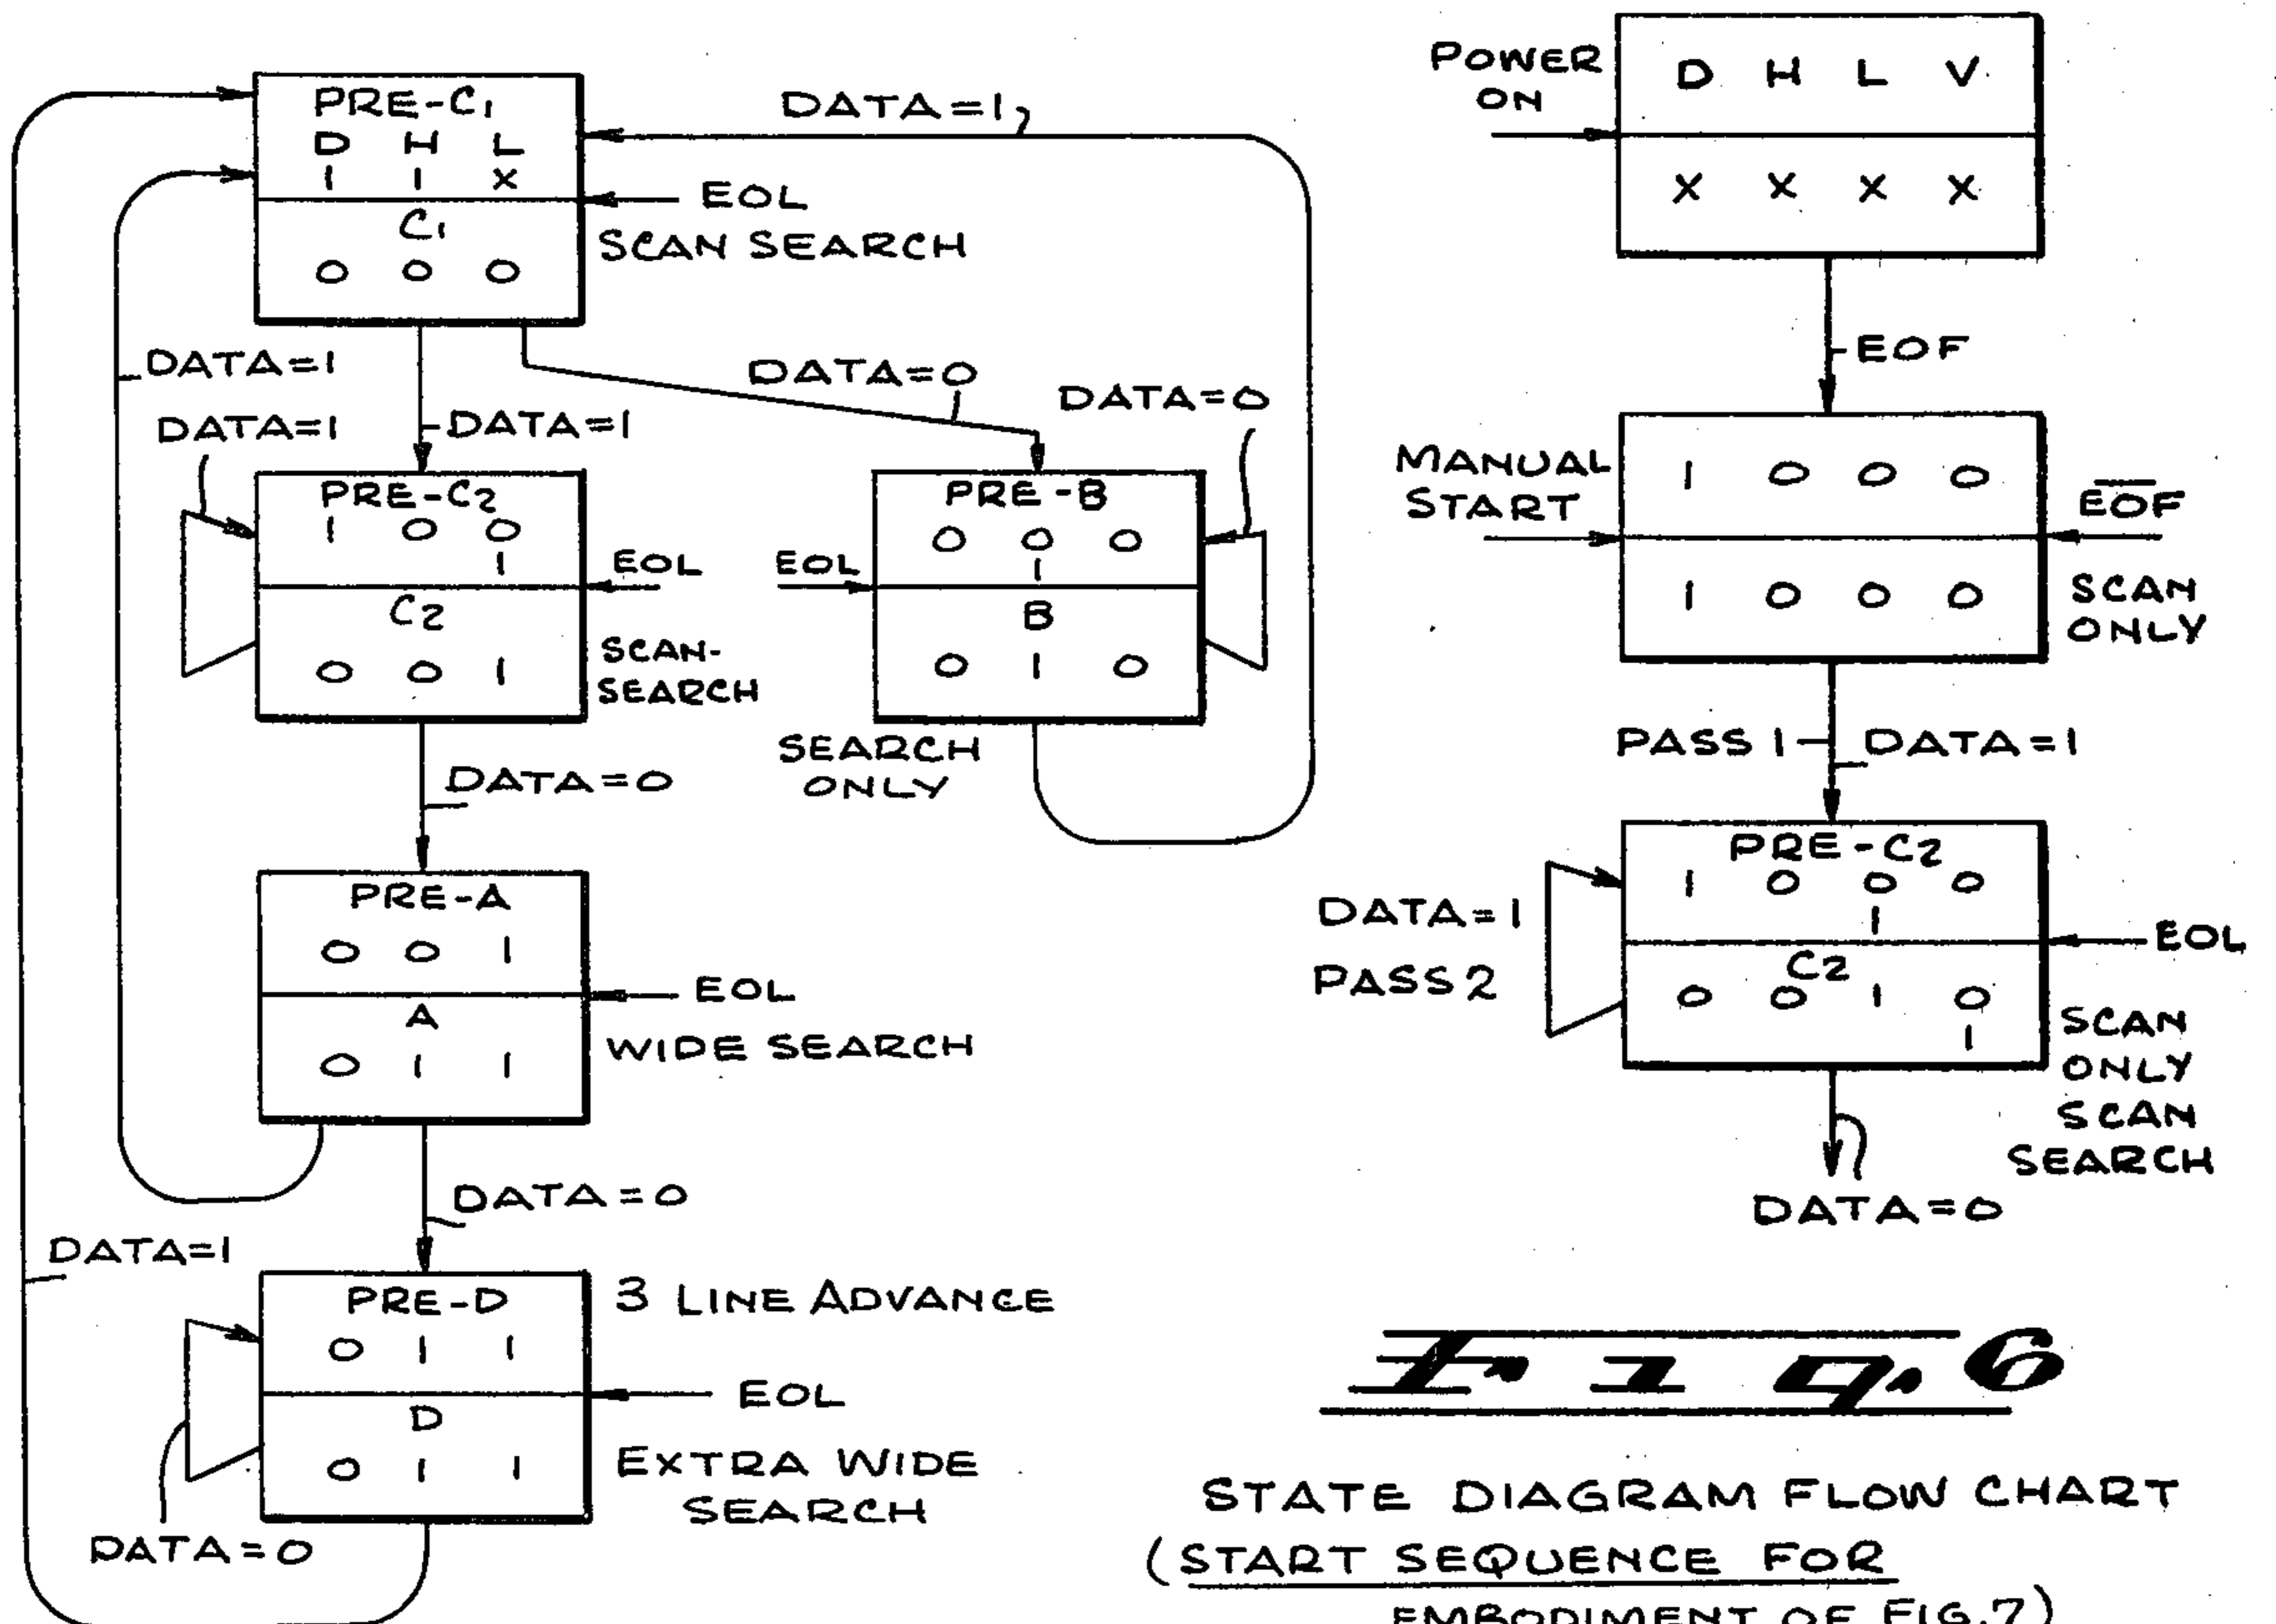 PRE-C1
D H L
1 1 X
C1
0 0 0
EOL
SCAN SEARCH
DATA=1
DATA=1
DATA=1
DATA=1
DATA=0
DATA=0
PRE-C2
1 0 0
1
C2
0 0 1
EOL
SCAN-
SEARCH
PRE-B
0 0 0
1
B
0 1 0
EOL
SEARCH
ONLY
DATA=0
PRE-A
0 0 1
A
0 1 1
EOL
WIDE SEARCH
DATA=0
DATA=1
PRE-D
0 1 1
D
0 1 1
3 LINE ADVANCE
EOL
EXTRA WIDE
SEARCH
DATA=0
POWER
ON
D H L V
X X X X
EOF
MANUAL
START
1 0 0 0
1 0 0 0
E̅O̅F̅
SCAN
ONLY
PASS 1
DATA=1
PRE-C2
1 0 0 0
1
C2
0 0 1 0
1
DATA=1
PASS 2
EOL
SCAN
ONLY
SCAN
SEARCH
DATA=0
Fig. 6
STATE DIAGRAM FLOW CHART
(START SEQUENCE FOR
EMBODIMENT OF FIG.7)